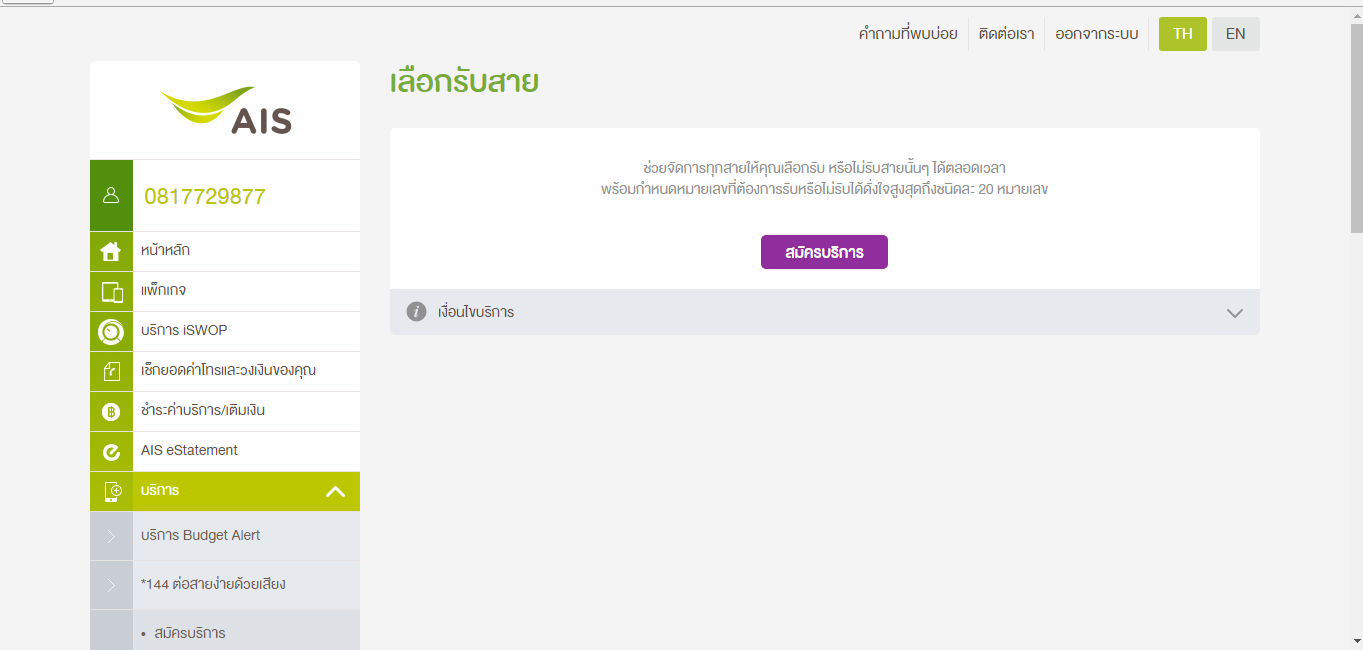 คำถามที่พบบ่อย ติดต่อเรา ออกจากระบบ TH EN
AIS
0817729877
หน้าหลัก
แพ็กเกจ
บริการ iSWOP
เช็กยอดค่าโทรและวงเงินของคุณ
ชำระค่าบริการ/เติมเงิน
AIS eStatement
บริการ
บริการ Budget Alert
*144 ต่อสายง่ายด้วยเสียง
• สมัครบริการ
เลือกรับสาย
ช่วยจัดการทุกสายให้คุณเลือกรับ หรือไม่รับสายนั้นๆ ได้ตลอดเวลา
พร้อมกำหนดหมายเลขที่ต้องการรับหรือไม่รับได้ดั่งใจสูงสุดถึงชนิดละ 20 หมายเลข
สมัครบริการ
เงื่อนไขบริการ